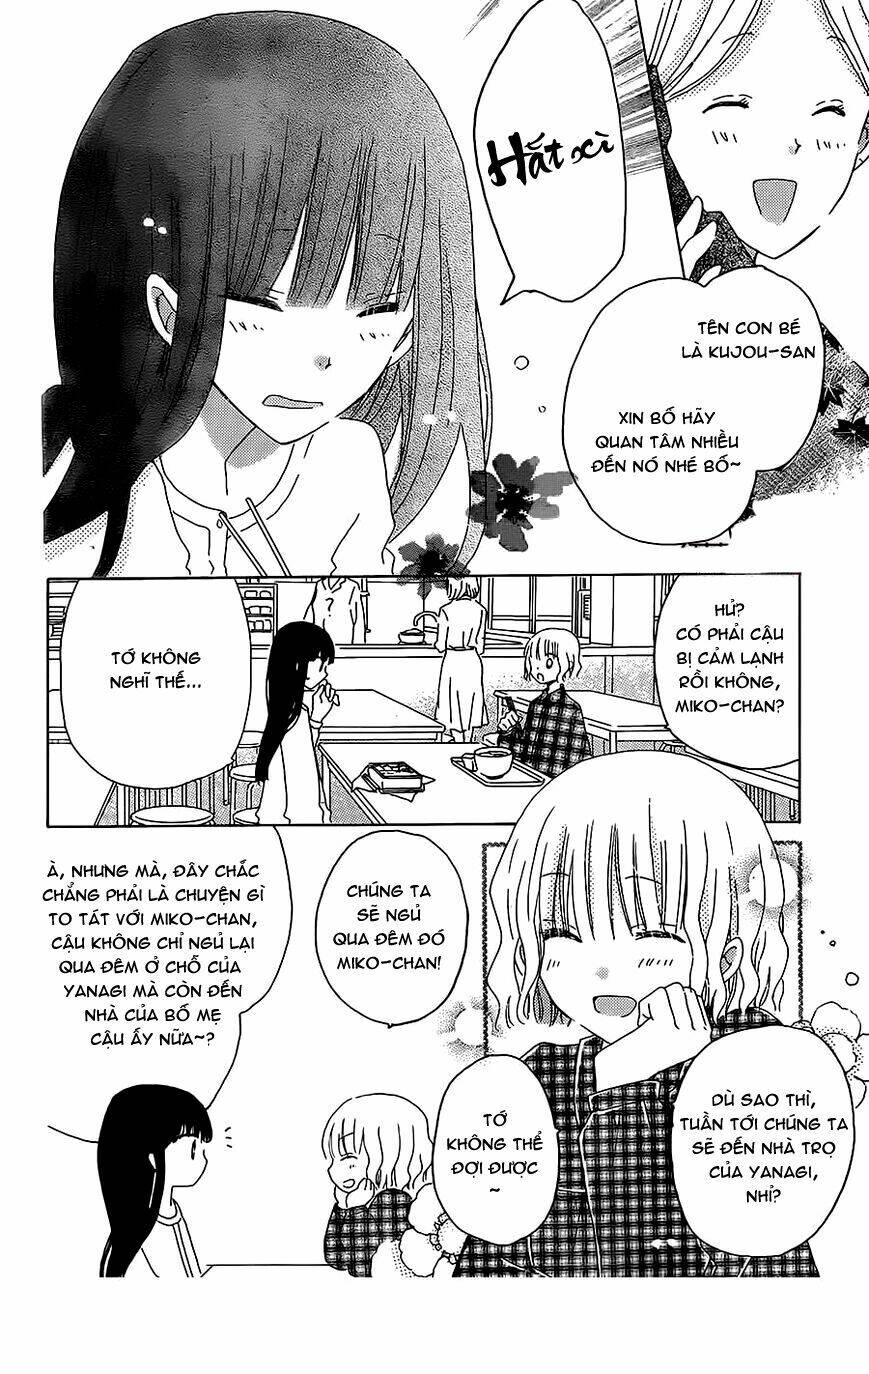 TÊN CON BÉ
LÀ KUJOU-SAN
XIN BỐ HÃY
QUAN TÂM NHIỀU
ĐẾN NÓ NHÉ BỐ~
Hắt xì
HỬ?
CÓ PHẢI CẬU
BỊ CẢM LẠNH
RỒI KHÔNG,
MIKO-CHAN?
TỚ KHÔNG
NGHĨ THẾ...
DÙ SAO THÌ,
TUẦN TỚI CHÚNG TA
SẼ ĐẾN NHÀ TRỌ
CỦA YANAGI,
NHỈ?
TỚ
KHÔNG THỂ
ĐỢI ĐƯỢC
~
CHÚNG TA
SẼ NGỦ
QUA ĐÊM ĐÓ
MIKO-CHAN!
À, NHƯNG MÀ, ĐÂY CHẮC
CHẲNG PHẢI LÀ CHUYỆN GÌ
TO TÁT VỚI MIKO-CHAN,
CẬU KHÔNG CHỈ NGỦ LẠI
QUA ĐÊM Ở CHỖ CỦA
YANAGI MÀ CÒN ĐẾN
NHÀ CỦA BỐ MẸ
CẬU ẤY NỮA~?